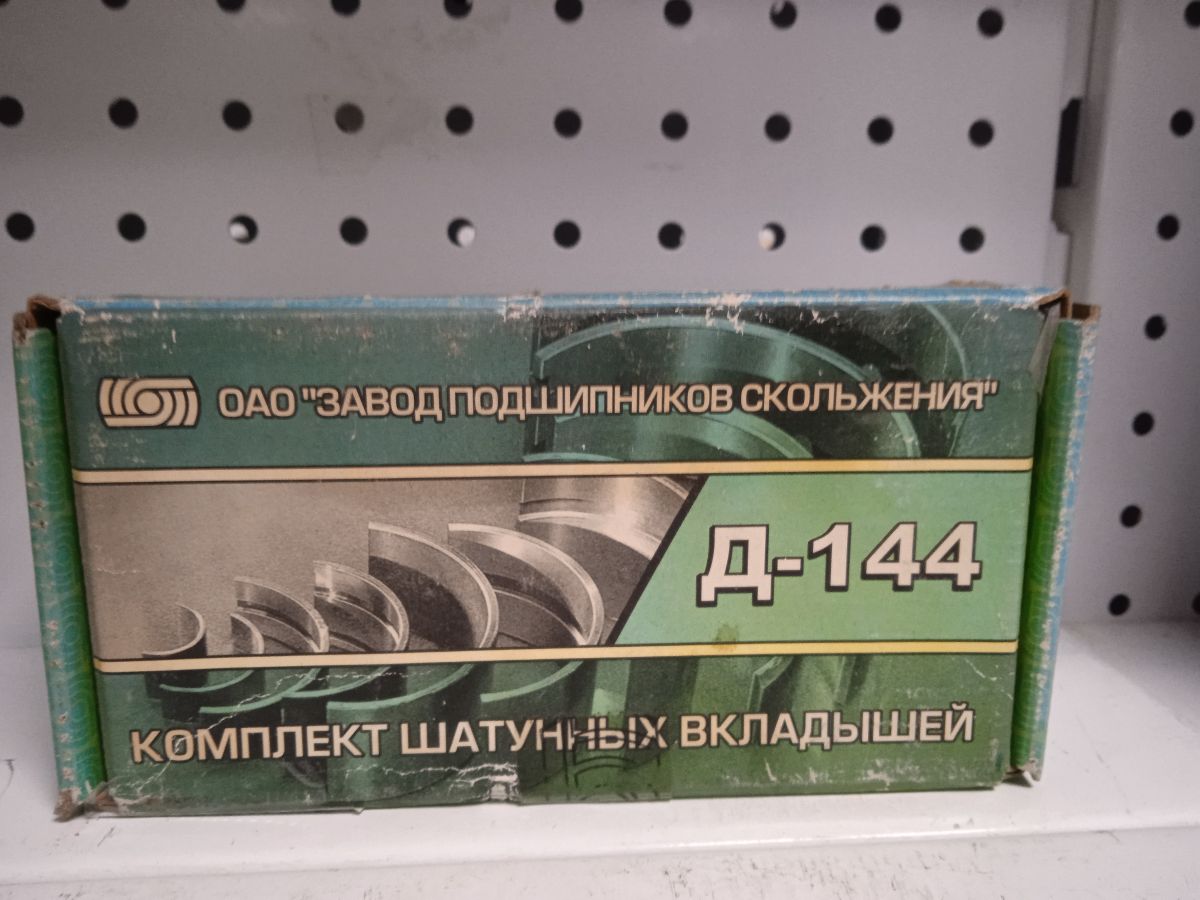 ОАО "ЗАВОД ПОДШИПНИКОВ СКОЛЬЖЕНИЯ"
Д-144
КОМПЛЕКТ ШАТУННЫХ ВКЛАДЫШЕЙ